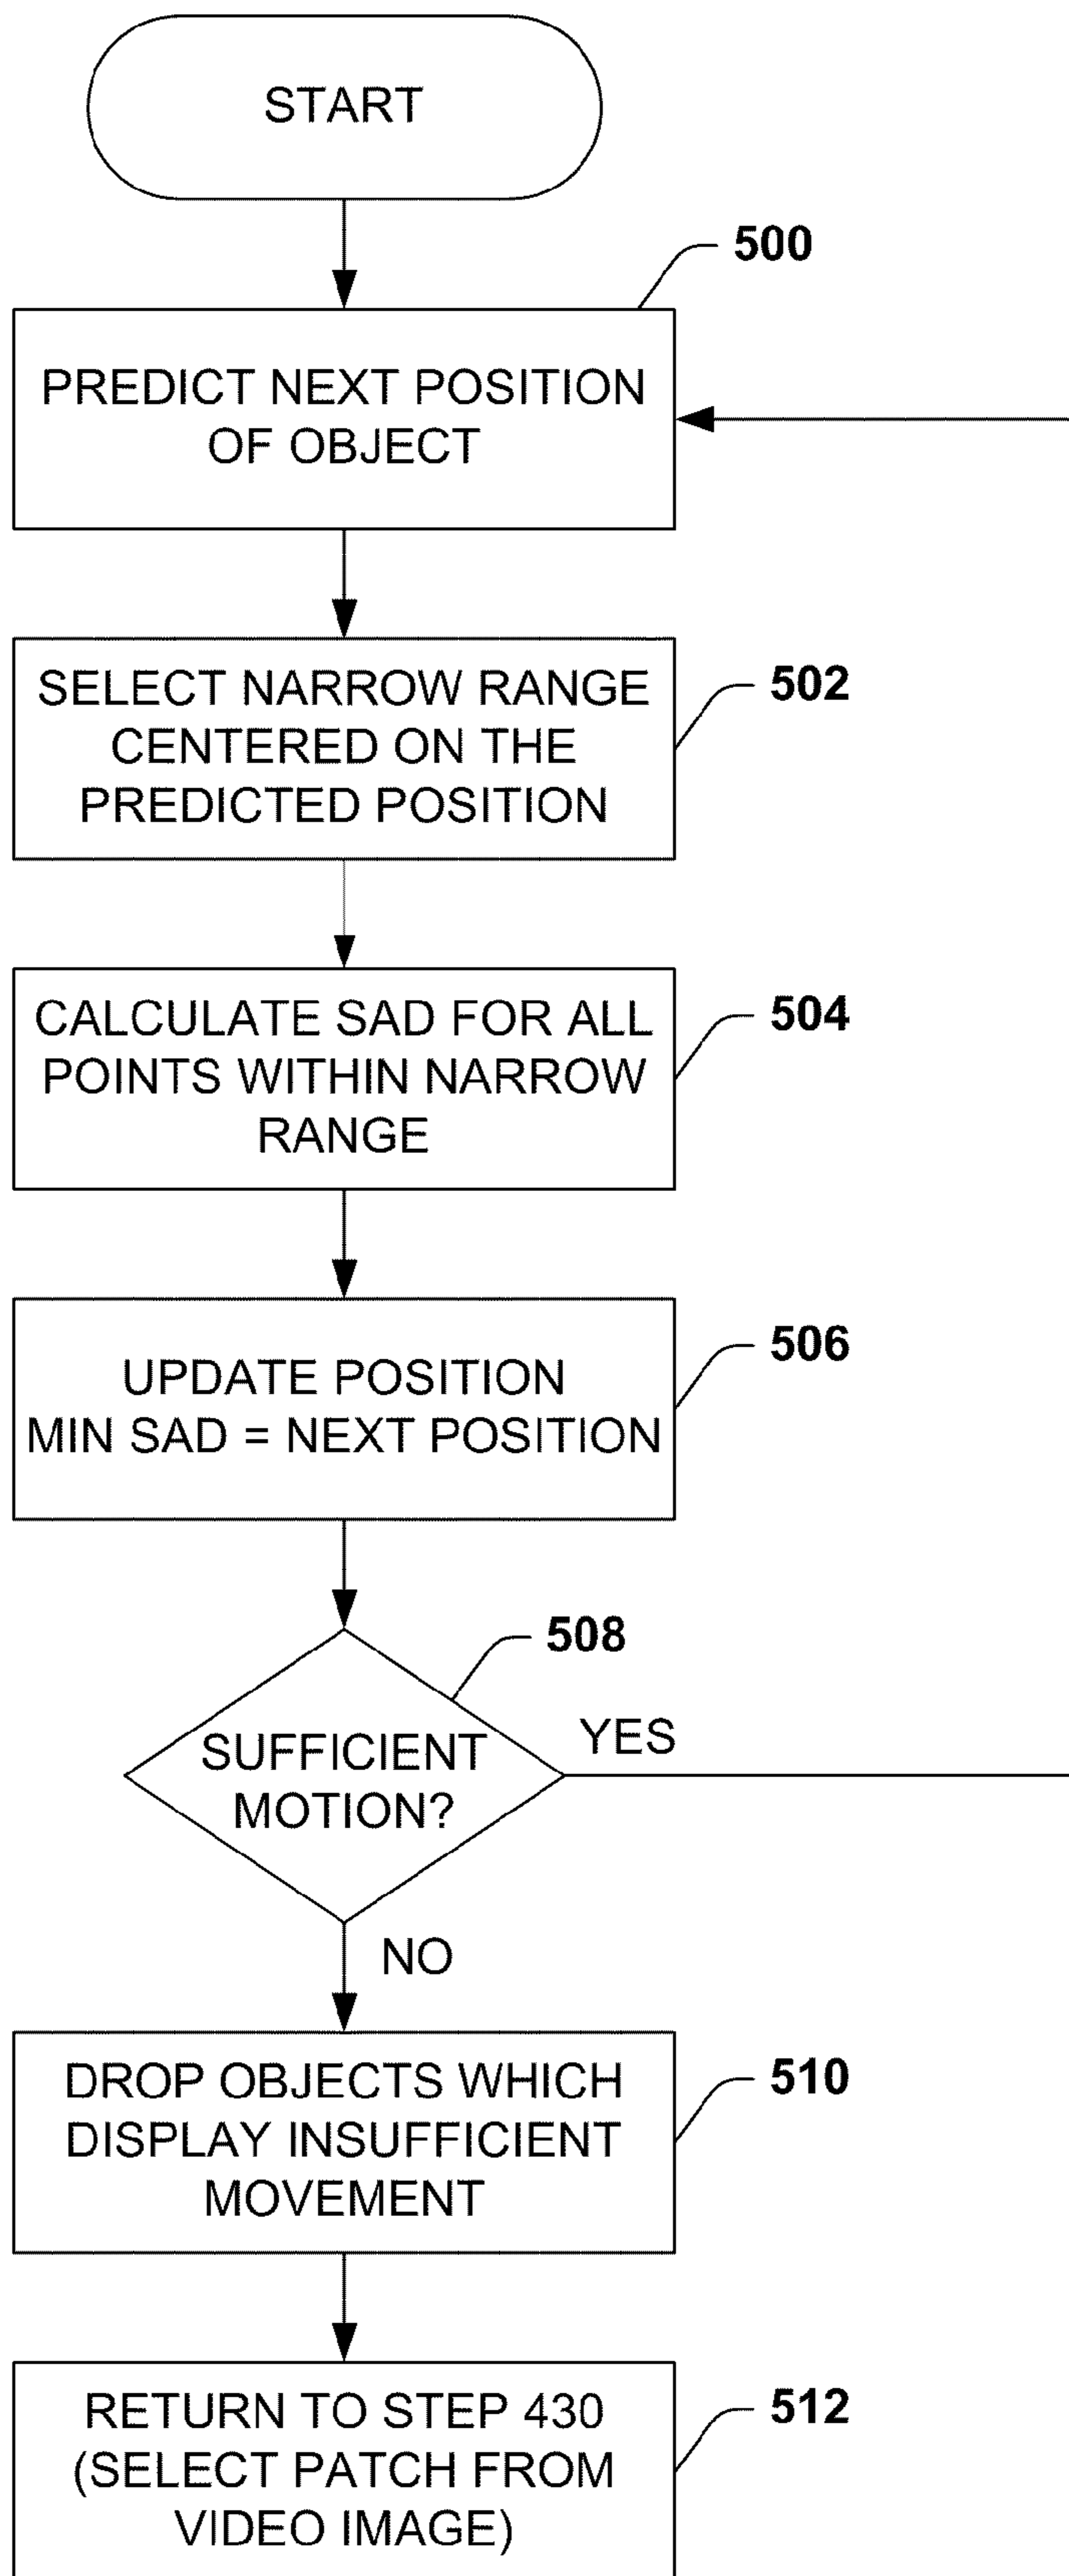 START
500
PREDICT NEXT POSITION
OF OBJECT
SELECT NARROW RANGE
CENTERED ON THE
PREDICTED POSITION
502
CALCULATE SAD FOR ALL
POINTS WITHIN NARROW
RANGE
504
UPDATE POSITION
MIN SAD = NEXT POSITION
506
508
SUFFICIENT
MOTION?
YES
NO
DROP OBJECTS WHICH
DISPLAY INSUFFICIENT
MOVEMENT
510
RETURN TO STEP 430
(SELECT PATCH FROM
VIDEO IMAGE)
512